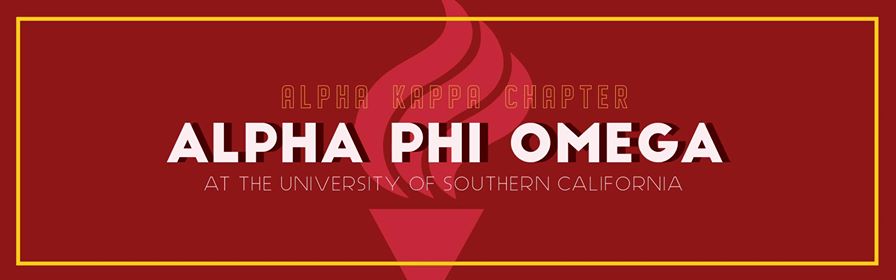 ALPHA KAPPA CHAPTER
ALPHA PHI OMEGA
AT THE UNIVERSITY OF SOUTHERN CALIFORNIA